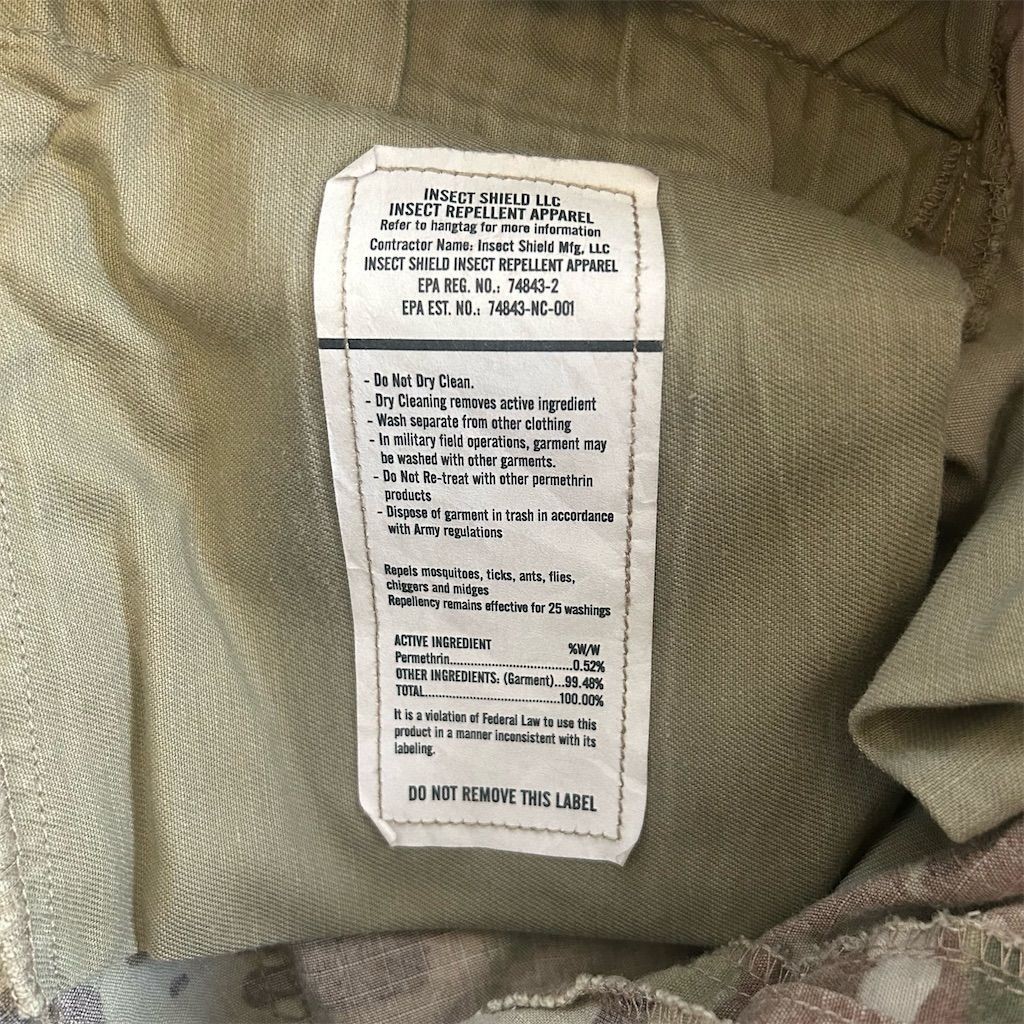 INSECT SHIELD LLC
INSECT REPELLENT APPAREL
Refer to hangtag for more information
Contractor Name: Insect Shield Mfg, LLC
INSECT SHIELD INSECT REPELLENT APPAREL
EPA REG. NO.: 74843-2
EPA EST. NO.: 74843-NC-001
- Do Not Dry Clean.
- Dry Cleaning removes active ingredient
- Wash separate from other clothing
- In military field operations, garment may
be washed with other garments.
- Do Not Re-treat with other permethrin
products
- Dispose of garment in trash in accordance
with Army regulations
Repels mosquitoes, ticks, ants, flies,
chiggers and midges
Repellency remains effective for 25 washings
ACTIVE INGREDIENT %W/W
Permethrin..............................0.52%
OTHER INGREDIENTS: (Garment)...99.48%
TOTAL.................................100.00%
It is a violation of Federal Law to use this
product in a manner inconsistent with its
labeling.
DO NOT REMOVE THIS LABEL